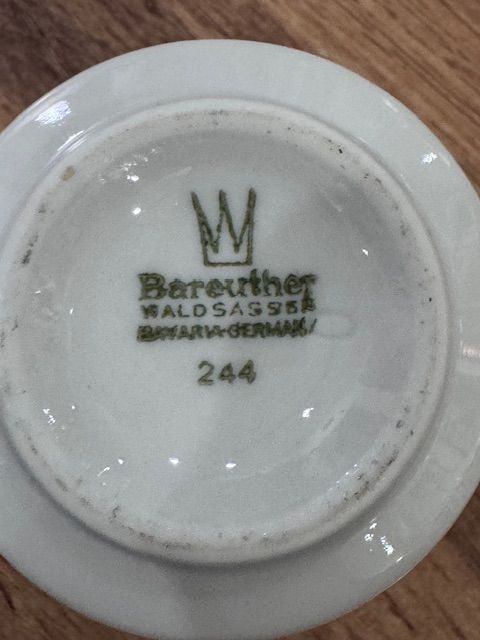 W
Bareuther
WALDSASSEN
BAVARIA-GERMANY
244